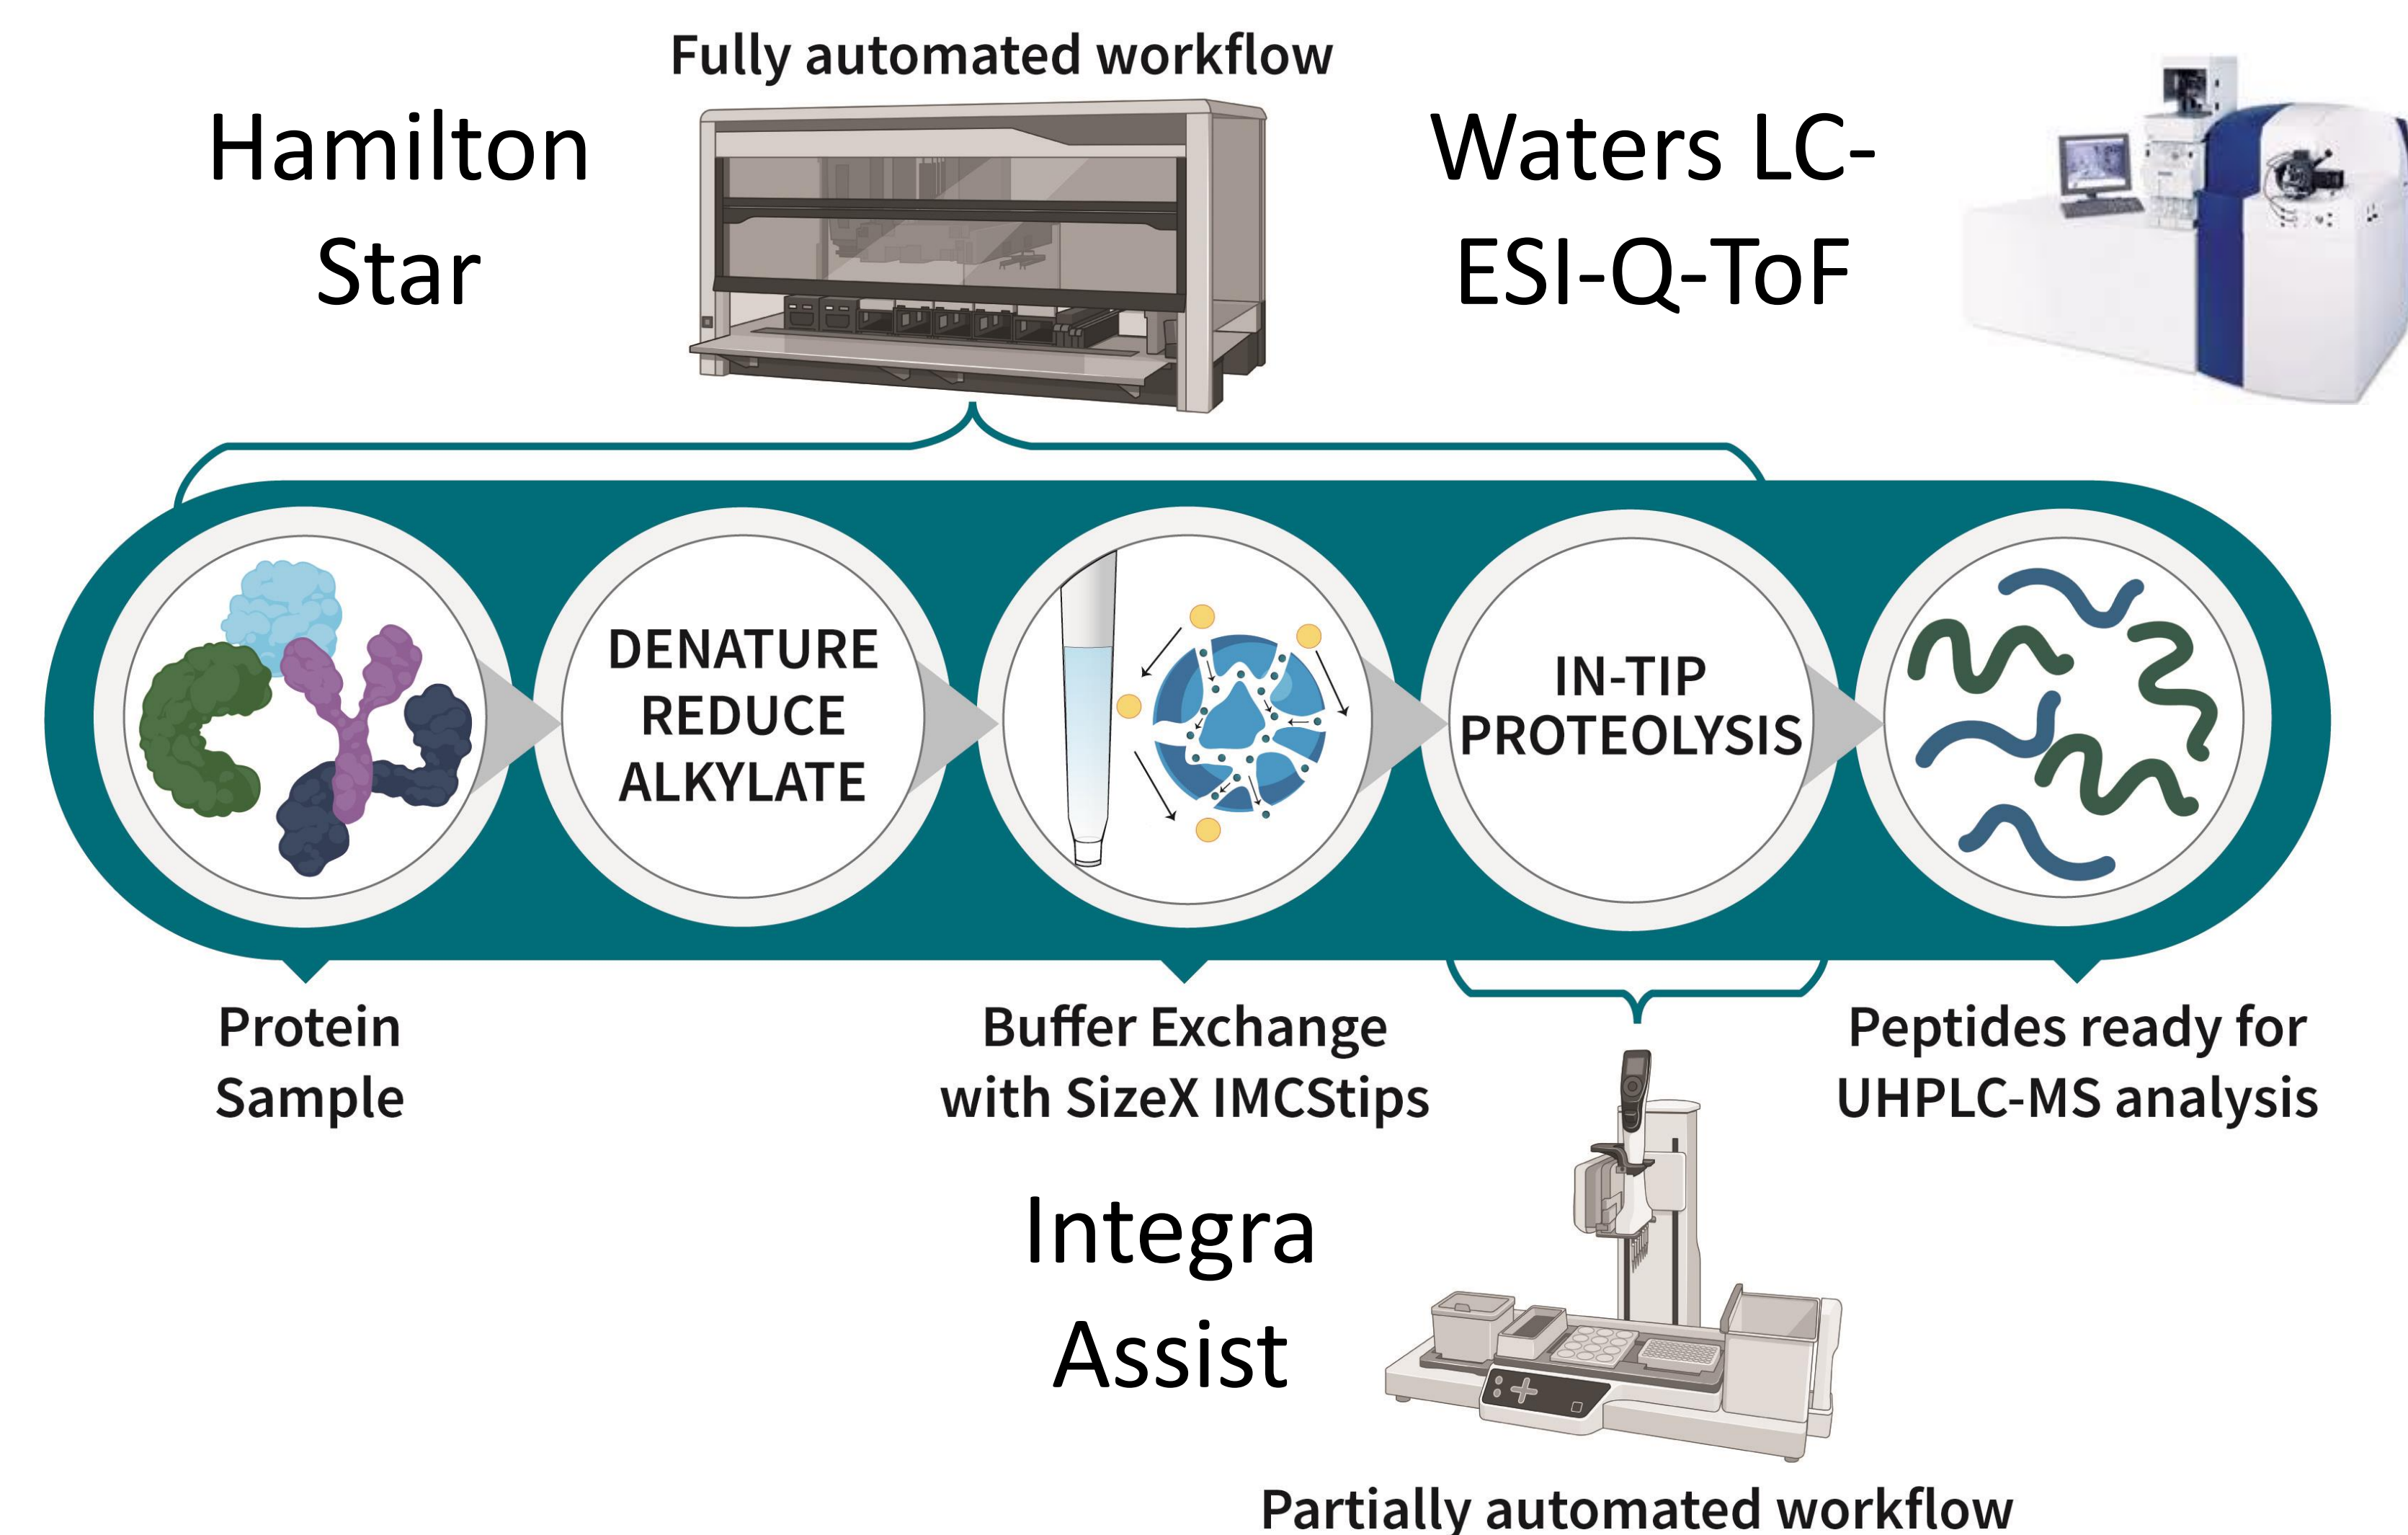 Fully automated workflow
Hamilton
Star
Waters LC-
ESI-Q-ToF
DENATURE
REDUCE
ALKYLATE
IN-TIP
PROTEOLYSIS
Protein
Sample
Buffer Exchange
with SizeX IMCStips
Peptides ready for
UHPLC-MS analysis
Integra
Assist
Partially automated workflow